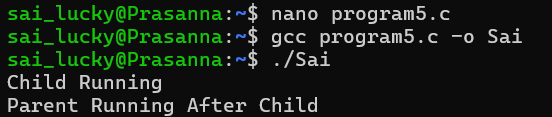 sai_lucky@Prasanna:~$ nano program5.c
sai_lucky@Prasanna:~$ gcc program5.c -o Sai
sai_lucky@Prasanna:~$ ./Sai
Child Running
Parent Running After Child